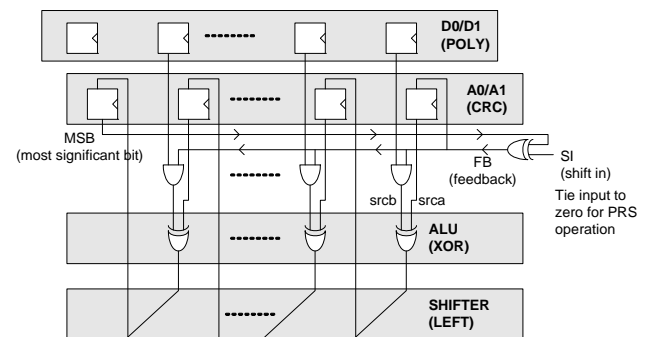 D0/D1
(POLY)
A0/A1
(CRC)
MSB
(most significant bit)
FB
(feedback)
SI
(shift in)
Tie input to
zero for PRS
operation
srcb
srca
ALU
(XOR)
SHIFTER
(LEFT)